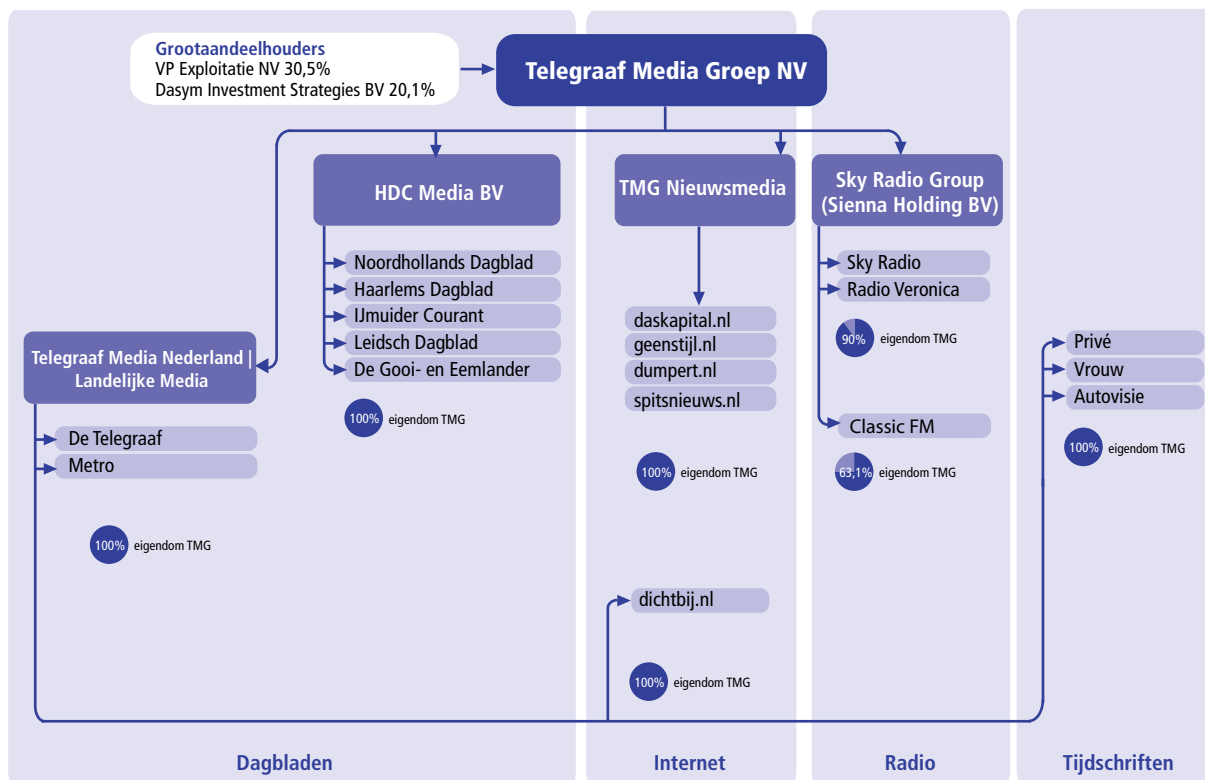 Grootaandeelhouders
VP Exploitatie NV 30,5%
Dasym Investment Strategies BV 20,1%
Telegraaf Media Groep NV
HDC Media BV
Noordhollands Dagblad
Haarlems Dagblad
IJmuider Courant
Leidsch Dagblad
De Gooi- en Eemlander
100% eigendom TMG
Telegraaf Media Nederland |
Landelijke Media
De Telegraaf
Metro
100% eigendom TMG
TMG Nieuwsmedia
daskapital.nl
geenstijl.nl
dumpert.nl
spitsnieuws.nl
100% eigendom TMG
dichtbij.nl
100% eigendom TMG
Sky Radio Group
(Sienna Holding BV)
Sky Radio
Radio Veronica
90% eigendom TMG
Classic FM
63,1% eigendom TMG
Privé
Vrouw
Autovisie
100% eigendom TMG
Dagbladen
Internet
Radio
Tijdschriften